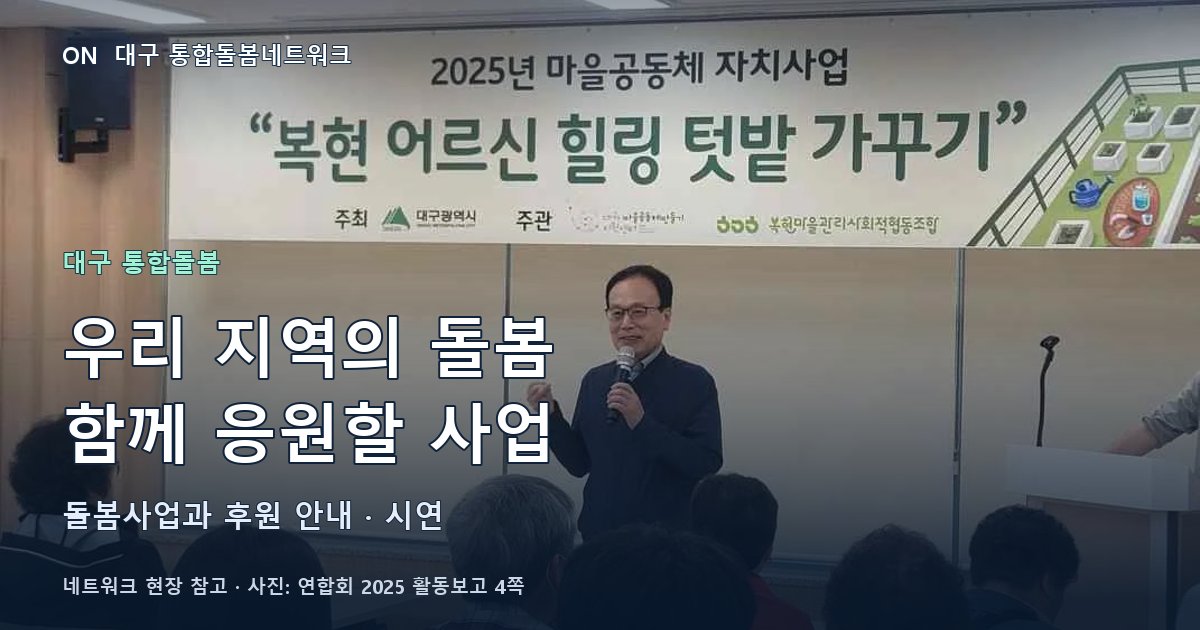 ON 대구 통합돌봄네트워크
2025년 마을공동체 자치사업
“복현 어르신 힐링 텃밭 가꾸기”
주최 대구광역시 주관 복현마을관리사회적협동조합
대구 통합돌봄
우리 지역의 돌봄
함께 응원할 사업
돌봄사업과 후원 안내 · 시연
네트워크 현장 참고 · 사진: 연합회 2025 활동보고 4쪽